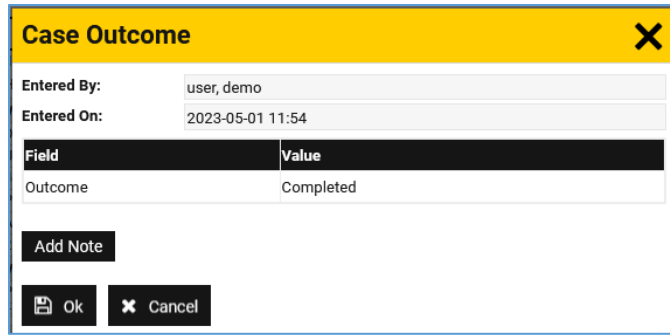 Case Outcome
Entered By: user, demo
Entered On: 2023-05-01 11:54
Field Value
Outcome Completed
Add Note
Ok Cancel